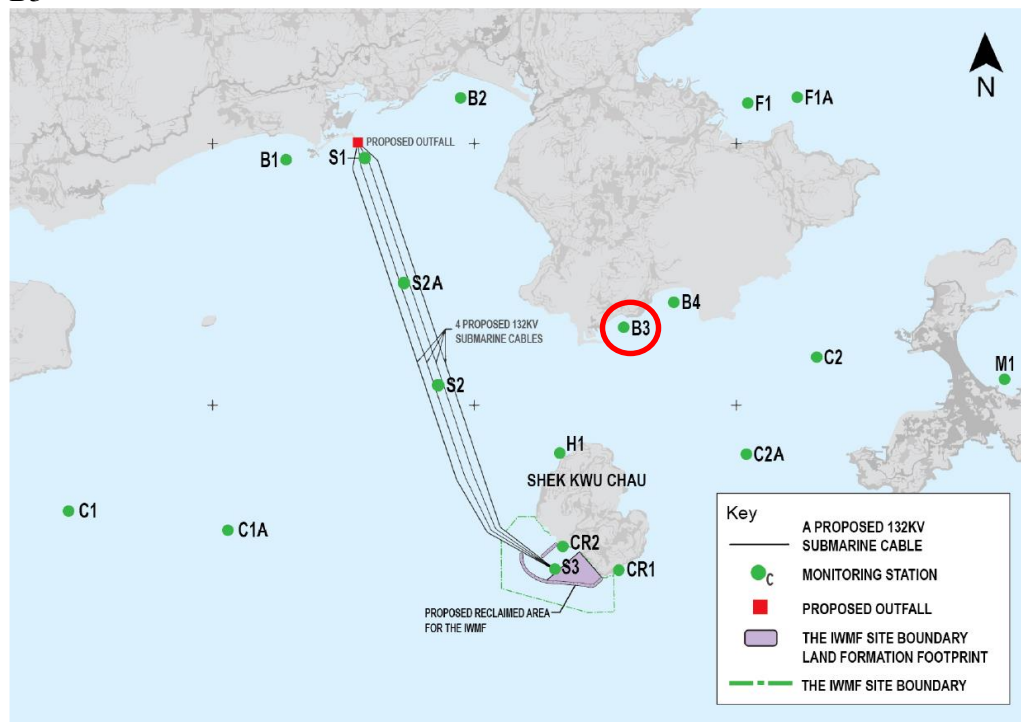 B2
F1
F1A
N
PROPOSED OUTFALL
B1
S1
S2A
B4
4 PROPOSED 132KV
SUBMARINE CABLES
B3
C2
M1
S2
H1
C2A
SHEK KWU CHAU
C1
C1A
CR2
S3
CR1
PROPOSED RECLAIMED AREA
FOR THE IWMF
Key
A PROPOSED 132KV
SUBMARINE CABLE
C
MONITORING STATION
PROPOSED OUTFALL
THE IWMF SITE BOUNDARY
LAND FORMATION FOOTPRINT
THE IWMF SITE BOUNDARY